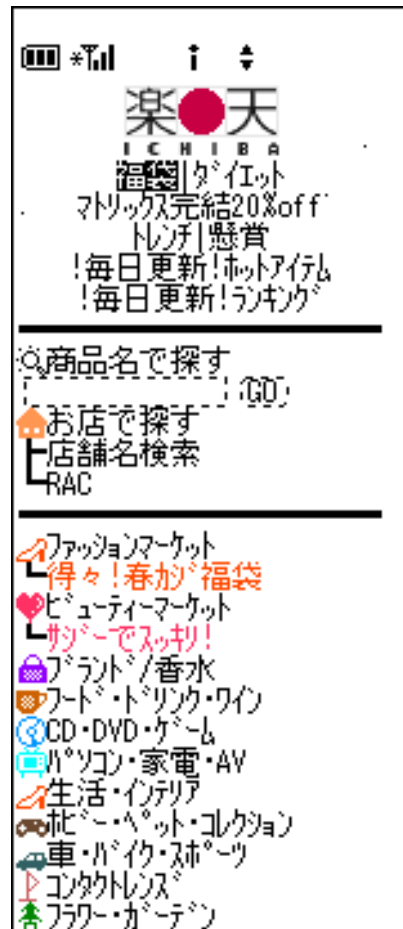 楽天
ICHIBA
福袋|ﾀﾞｲｴｯﾄ
ﾏﾄﾘｯｸｽ完結20%off
ﾄﾚﾝﾁ|懸賞
!毎日更新!ﾎｯﾄｱｲﾃﾑ
!毎日更新!ﾗﾝｷﾝｸﾞ
商品名で探す
GO
お店で探す
店舗名検索
RAC
ﾌｧｯｼｮﾝﾏｰｹｯﾄ
得々!春ｶｼﾞ福袋
ﾋﾞｭｰﾃｨｰﾏｰｹｯﾄ
ｻｼﾞｰでｽｯｷﾘ!
ﾌﾞﾗﾝﾄﾞ/香水
ﾌｰﾄﾞ･ﾄﾞﾘﾝｸ･ﾜｲﾝ
CD･DVD･ｹﾞｰﾑ
ﾊﾟｿｺﾝ･家電･AV
生活･ｲﾝﾃﾘｱ
ﾎﾋﾞｰ･ﾍﾟｯﾄ･ｺﾚｸｼｮﾝ
車･ﾊﾞｲｸ･ｽﾎﾟｰﾂ
ｺﾝﾀｸﾄﾚﾝｽﾞ
ﾌﾗﾜｰ･ｶﾞｰﾃﾞﾝ